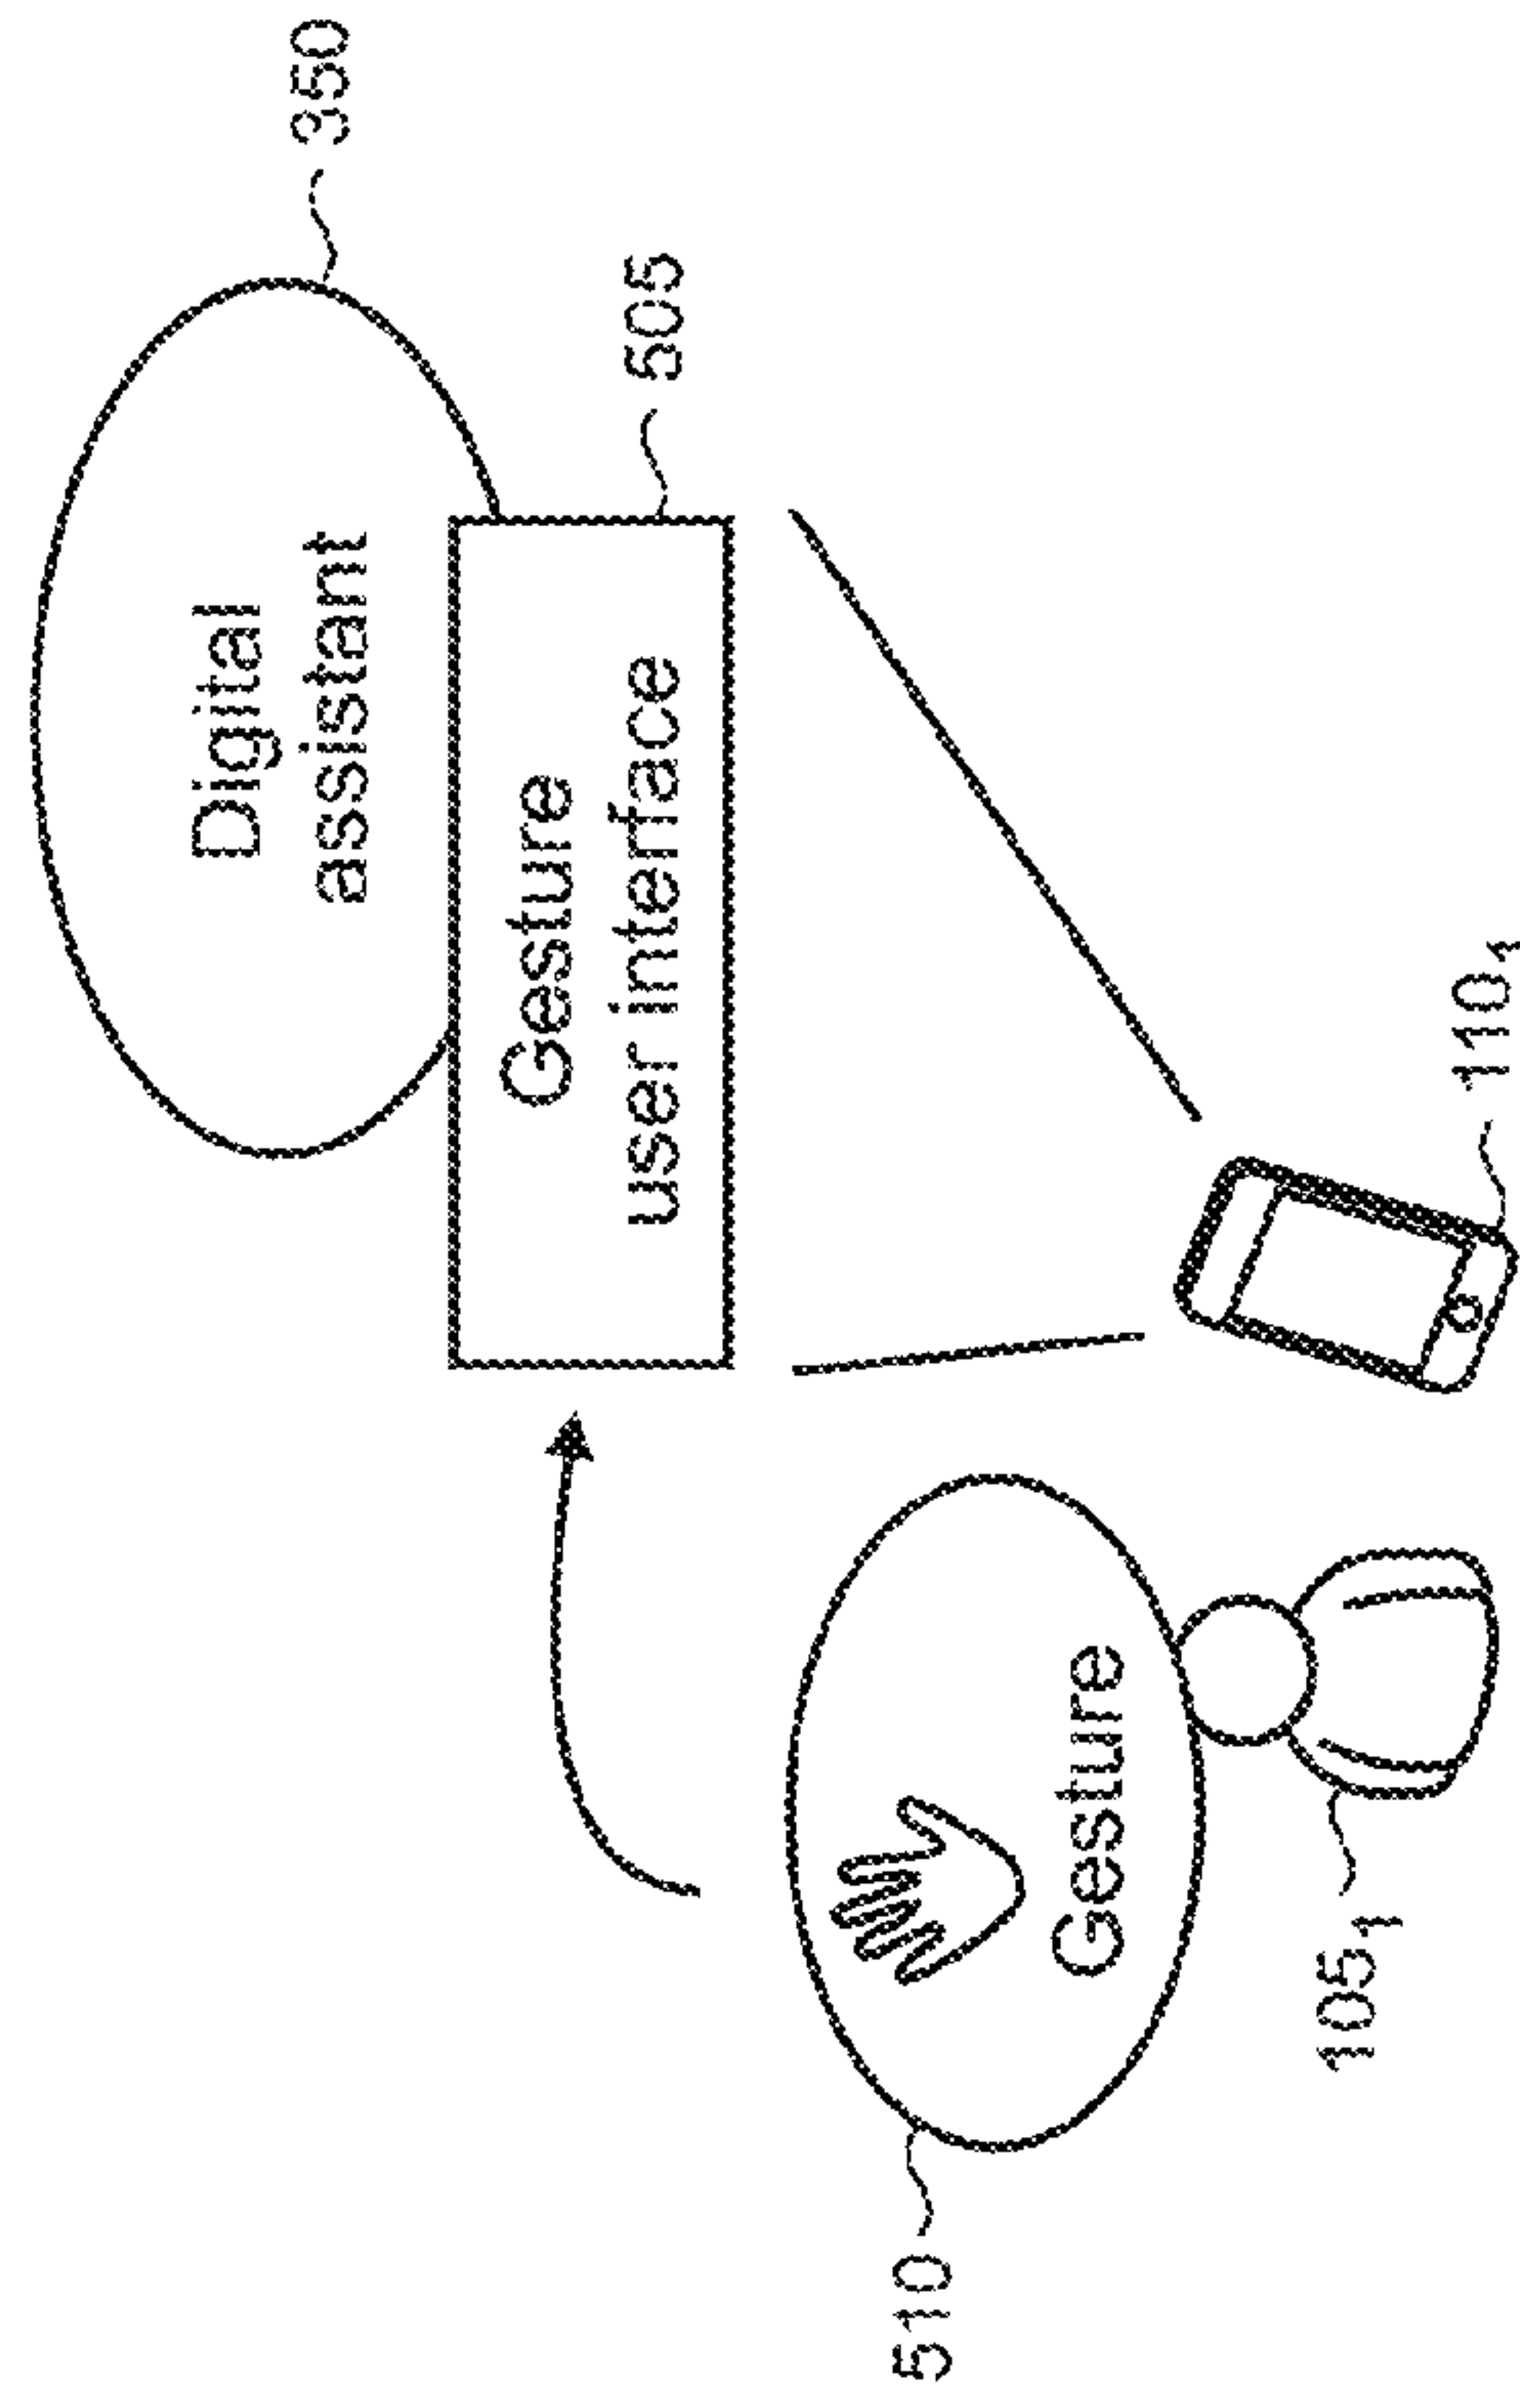 Digital
assistant
350
Gesture
user interface
505
510
Gesture
105₁
110₁